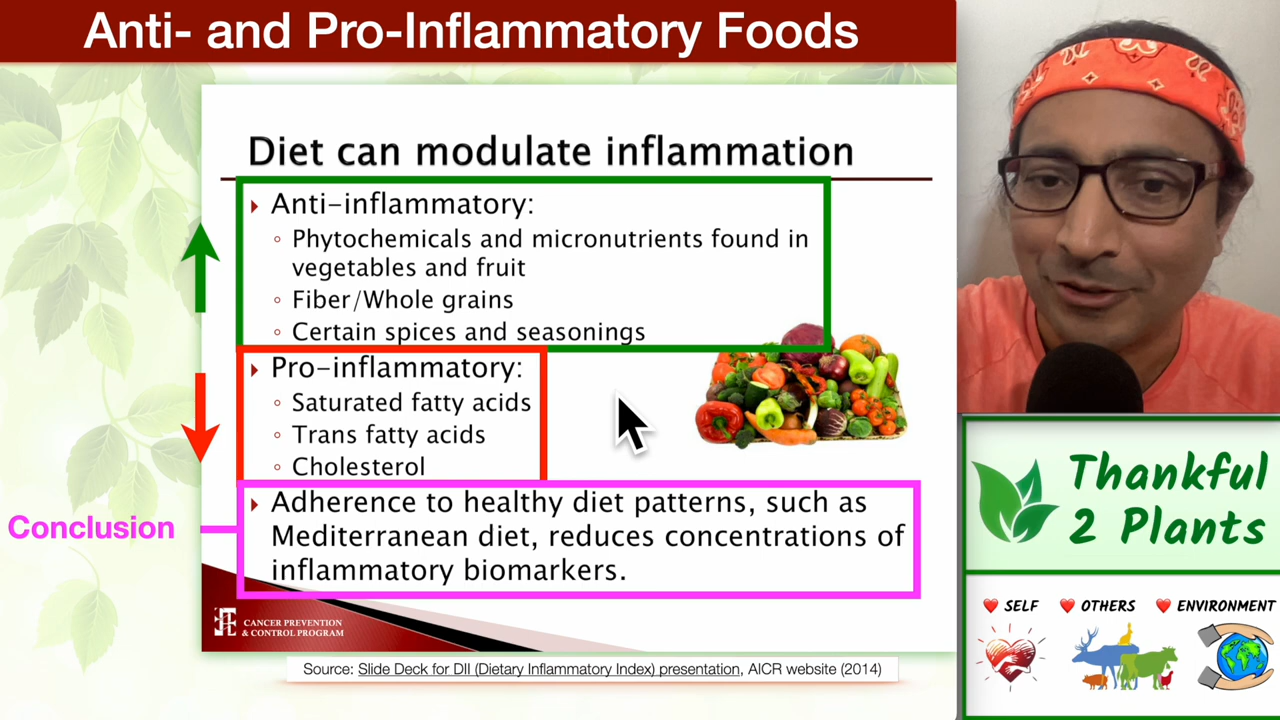 Anti- and Pro-Inflammatory Foods
Diet can modulate inflammation
Anti-inflammatory:
Phytochemicals and micronutrients found in
vegetables and fruit
Fiber/Whole grains
Certain spices and seasonings
Pro-inflammatory:
Saturated fatty acids
Trans fatty acids
Cholesterol
Conclusion
Adherence to healthy diet patterns, such as
Mediterranean diet, reduces concentrations of
inflammatory biomarkers.
CANCER PREVENTION
& CONTROL PROGRAM
Source: Slide Deck for DII (Dietary Inflammatory Index) presentation, AICR website (2014)
Thankful
2 Plants
SELF
OTHERS
ENVIRONMENT